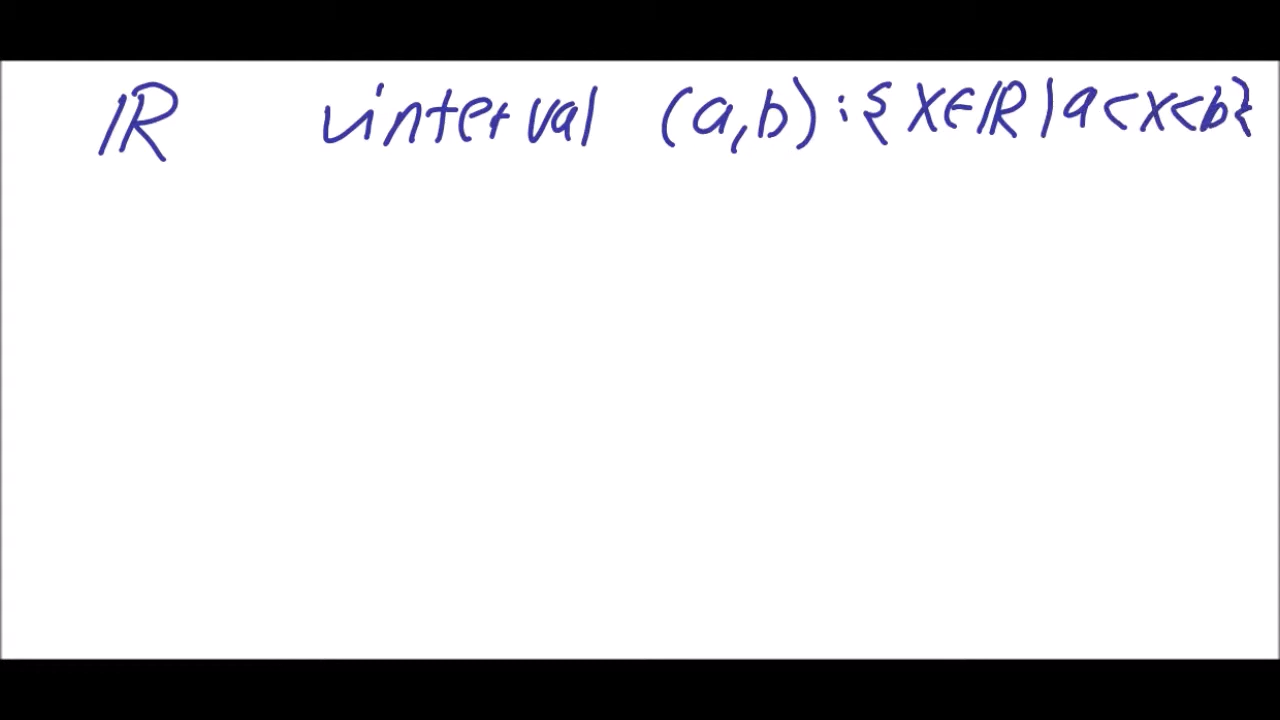 ℝ interval (a,b) : { x∈ℝ | a<x<b}